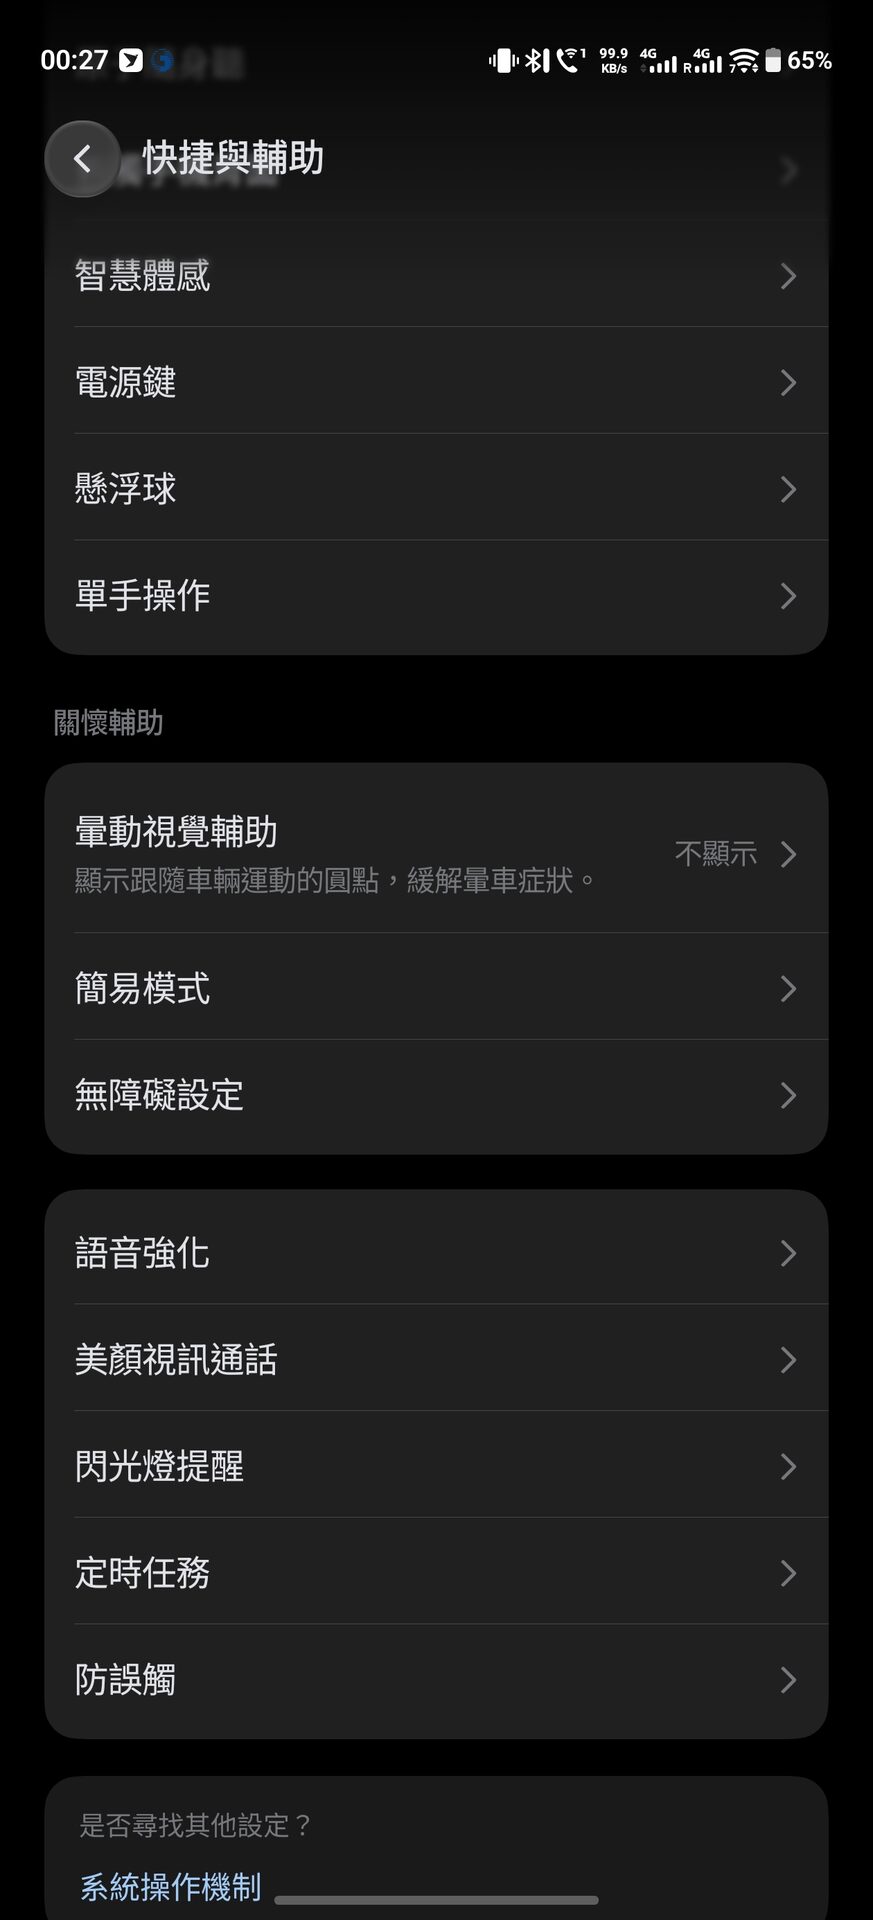 00:27
99.9
KB/s
4G
4G
R
7
65%
快捷與輔助
智慧體感
電源鍵
懸浮球
單手操作
關懷輔助
暈動視覺輔助
不顯示
顯示跟隨車輛運動的圓點，緩解暈車症狀。
簡易模式
無障礙設定
語音強化
美顏視訊通話
閃光燈提醒
定時任務
防誤觸
是否尋找其他設定？
系統操作機制